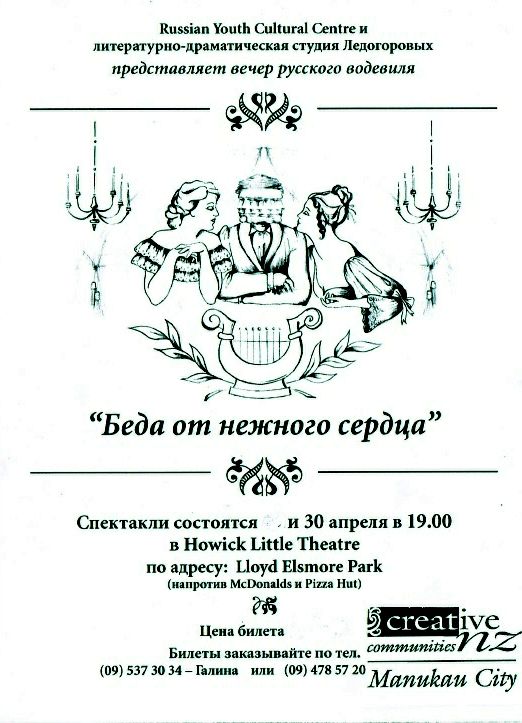 Russian Youth Cultural Centre и
литературно-драматическая студия Ледогоровых
представляет вечер русского водевиля
“Беда от нежного сердца”
Спектакли состоятся и 30 апреля в 19.00
в Howick Little Theatre
по адресу: Lloyd Elsmore Park
(напротив McDonalds и Pizza Hut)
Цена билета
Билеты заказывайте по тел.
(09) 537 30 34 – Галина или (09) 478 57 20
creative
communities nz
Manukau City